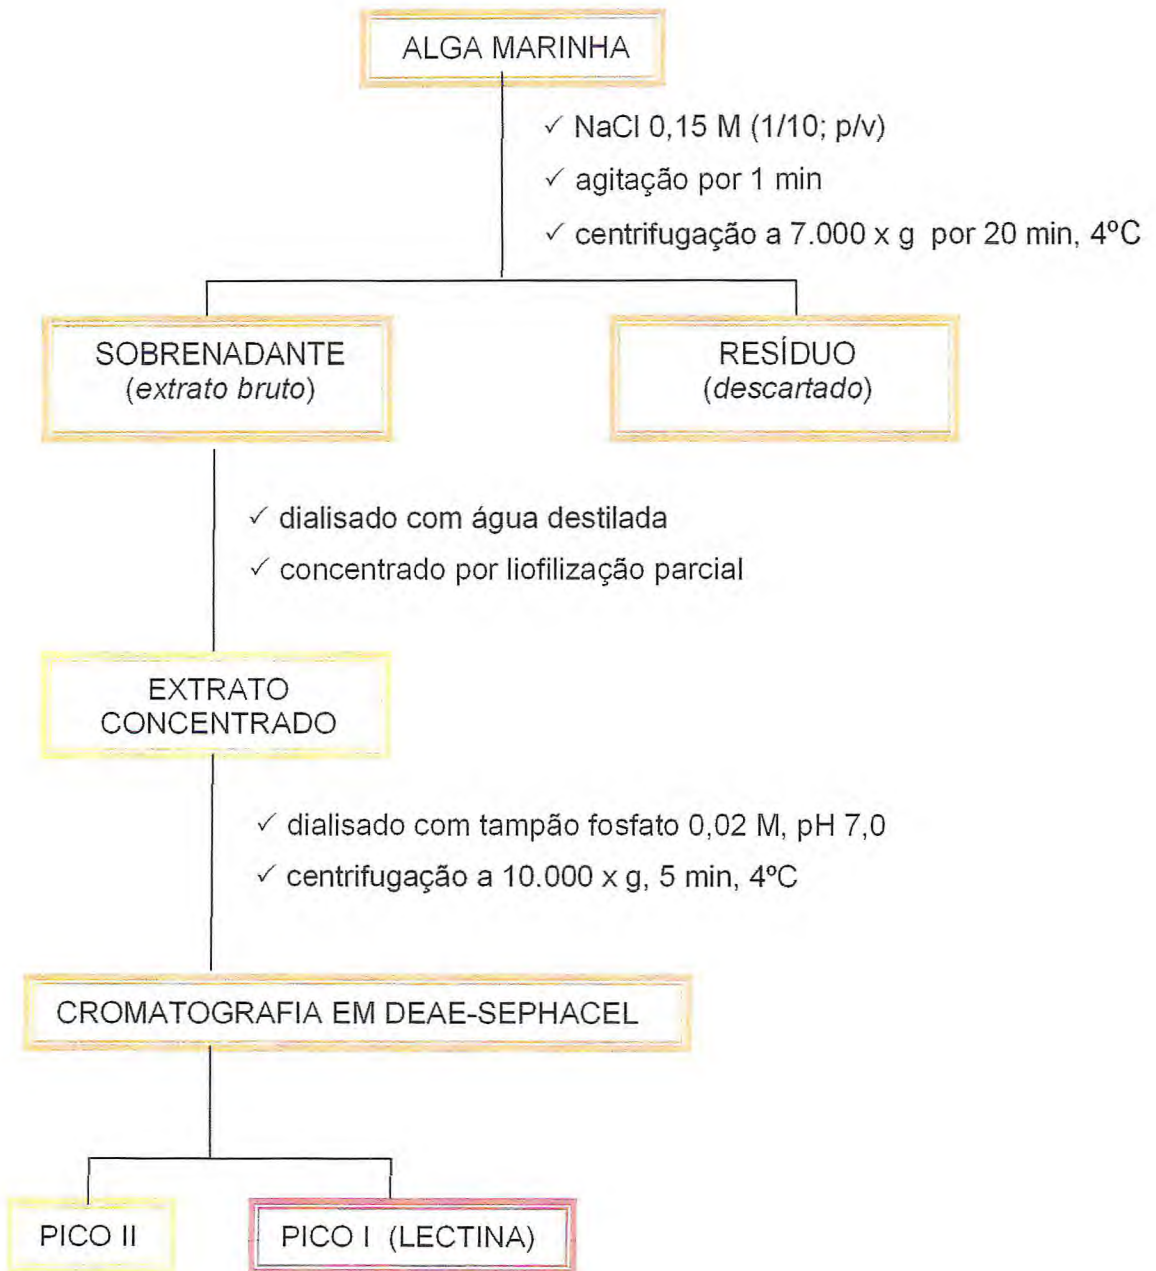 ALGA MARINHA
✓ NaCl 0,15 M (1/10; p/v)
✓ agitação por 1 min
✓ centrifugação a 7.000 x g por 20 min, 4ºC
SOBRENADANTE
(extrato bruto)
RESÍDUO
(descartado)
✓ dialisado com água destilada
✓ concentrado por liofilização parcial
EXTRATO
CONCENTRADO
✓ dialisado com tampão fosfato 0,02 M, pH 7,0
✓ centrifugação a 10.000 x g, 5 min, 4ºC
CROMATOGRAFIA EM DEAE-SEPHACEL
PICO II
PICO I (LECTINA)